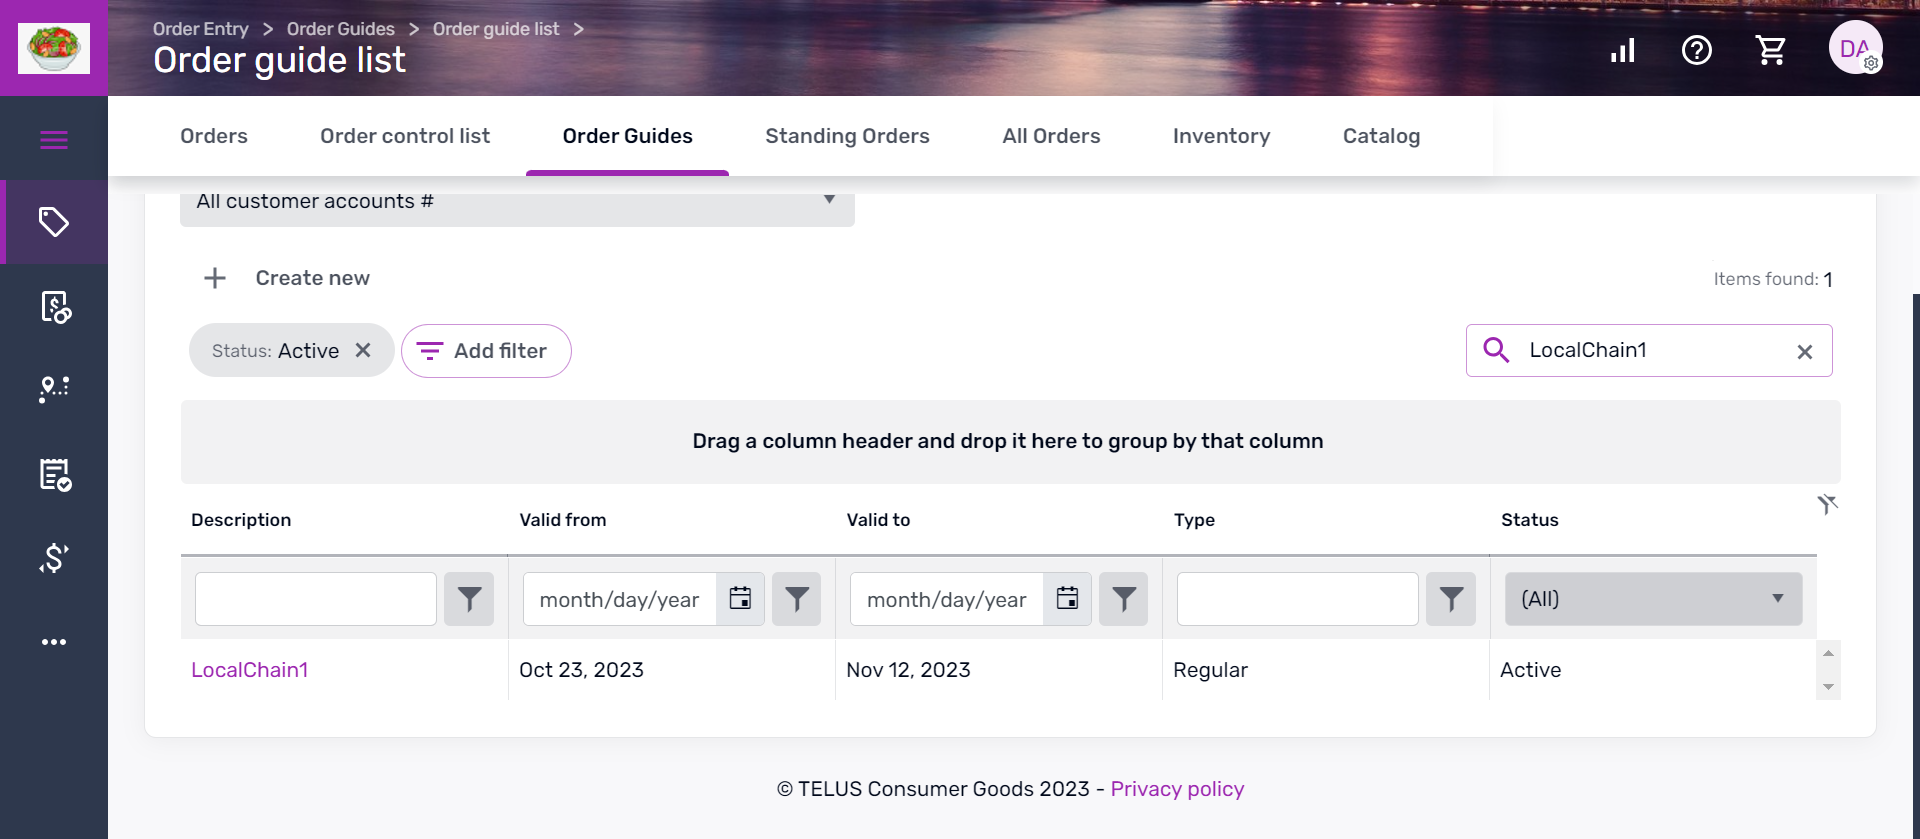 Order Entry > Order Guides > Order guide list >
Order guide list
DA
Orders Order control list Order Guides Standing Orders All Orders Inventory Catalog
All customer accounts #
Create new
Items found: 1
Status: Active Add filter
LocalChain1
Drag a column header and drop it here to group by that column
Description Valid from Valid to Type Status
month/day/year month/day/year (All)
LocalChain1 Oct 23, 2023 Nov 12, 2023 Regular Active
© TELUS Consumer Goods 2023 - Privacy policy